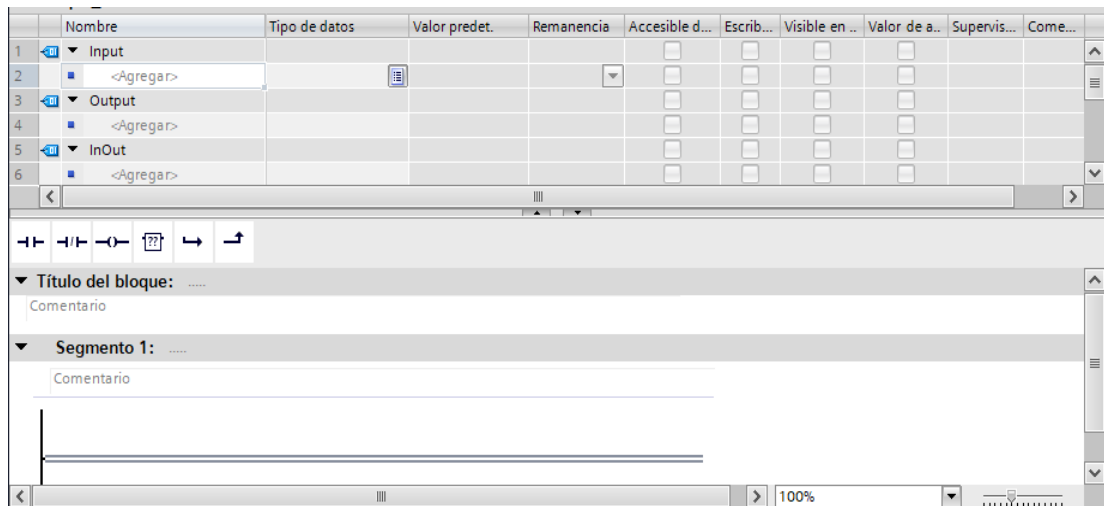 Nombre Tipo de datos Valor predet. Remanencia Accesible d... Escrib... Visible en .. Valor de a.. Supervis... Come...
1 Input
2 <Agregar>
3 Output
4 <Agregar>
5 InOut
6 <Agregar>
??
Título del bloque: .....
Comentario
Segmento 1: .....
Comentario
100%